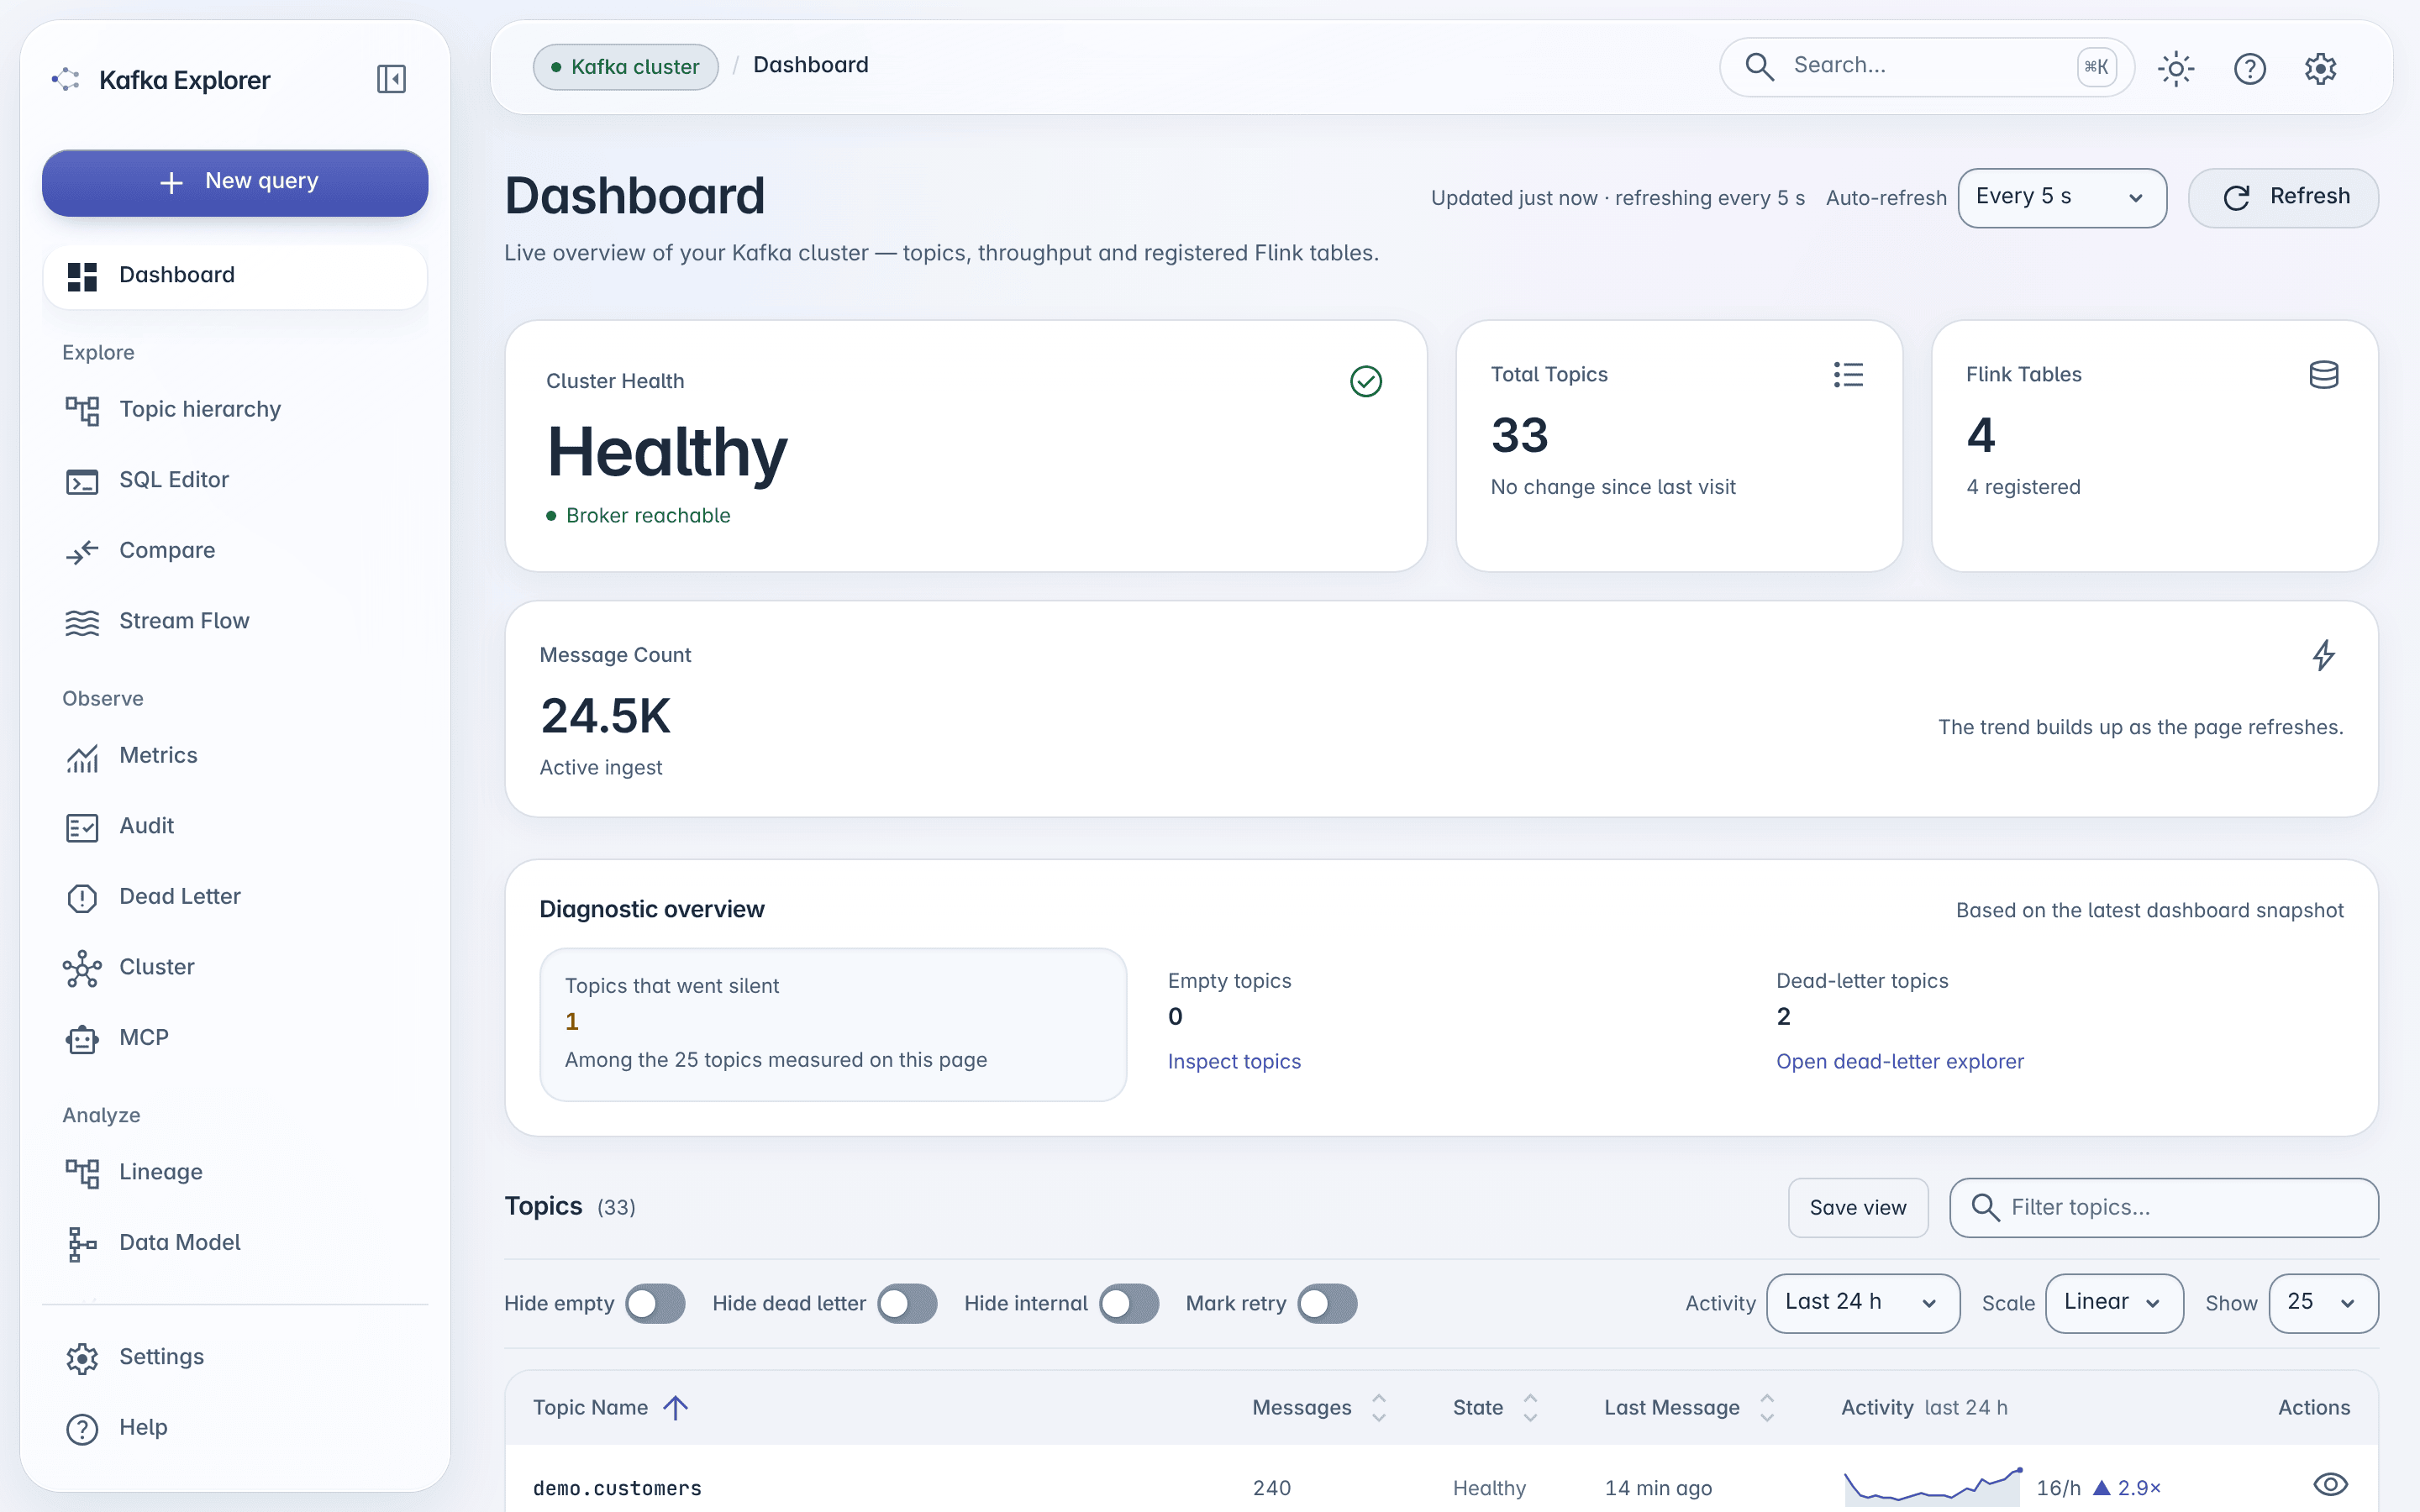 Kafka Explorer
New query
Dashboard
Explore
Topic hierarchy
SQL Editor
Compare
Stream Flow
Observe
Metrics
Audit
Dead Letter
Cluster
MCP
Analyze
Lineage
Data Model
Settings
Help
Kafka cluster / Dashboard
Search... ⌘K
Dashboard
Updated just now · refreshing every 5 s Auto-refresh Every 5 s Refresh
Live overview of your Kafka cluster — topics, throughput and registered Flink tables.
Cluster Health
Healthy
Broker reachable
Total Topics
33
No change since last visit
Flink Tables
4
4 registered
Message Count
24.5K
Active ingest
The trend builds up as the page refreshes.
Diagnostic overview
Based on the latest dashboard snapshot
Topics that went silent
1
Among the 25 topics measured on this page
Empty topics
0
Inspect topics
Dead-letter topics
2
Open dead-letter explorer
Topics (33)
Save view
Filter topics...
Hide empty Hide dead letter Hide internal Mark retry
Activity Last 24 h Scale Linear Show 25
Topic Name Messages State Last Message Activity last 24 h Actions
demo.customers 240 Healthy 14 min ago 16/h ▲ 2.9×